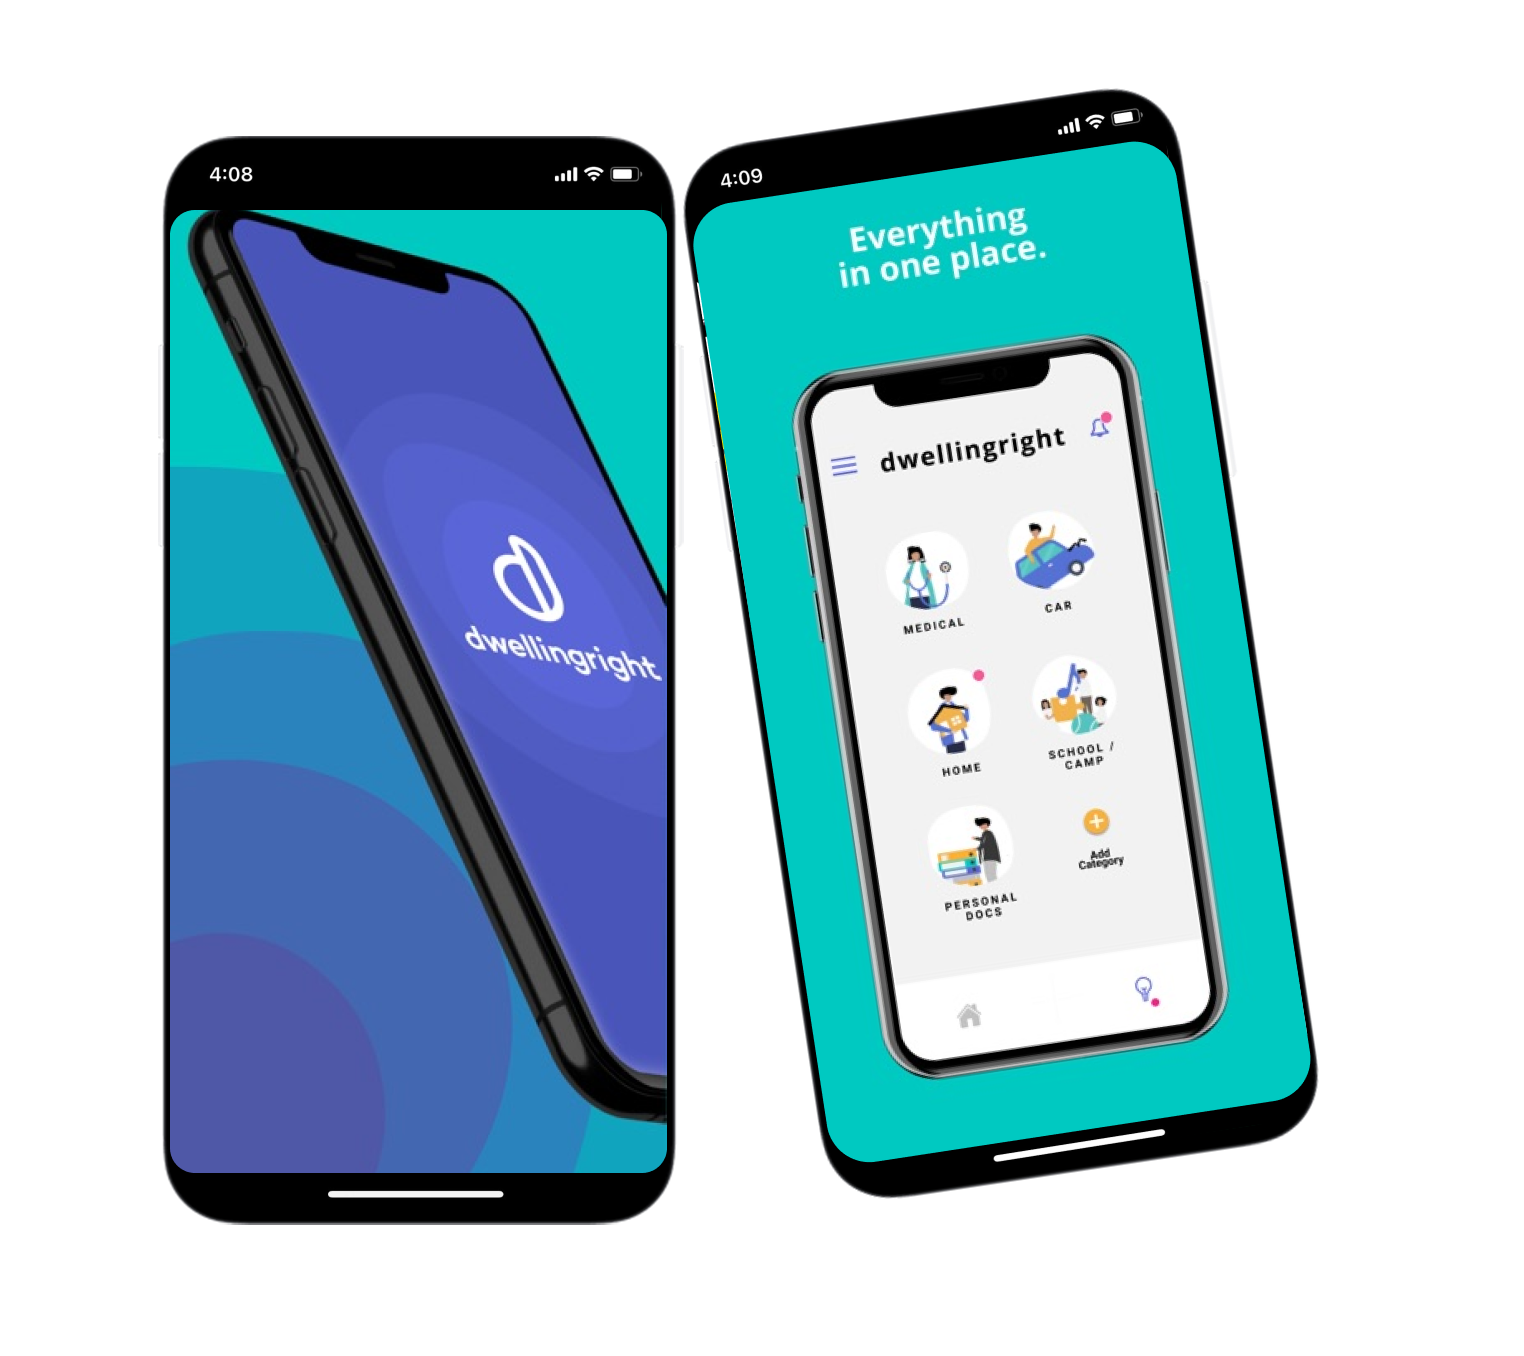 4:08
dwellingright
4:09
Everything
in one place.
dwellingright
MEDICAL
CAR
HOME
SCHOOL /
CAMP
PERSONAL
DOCS
Add
Category